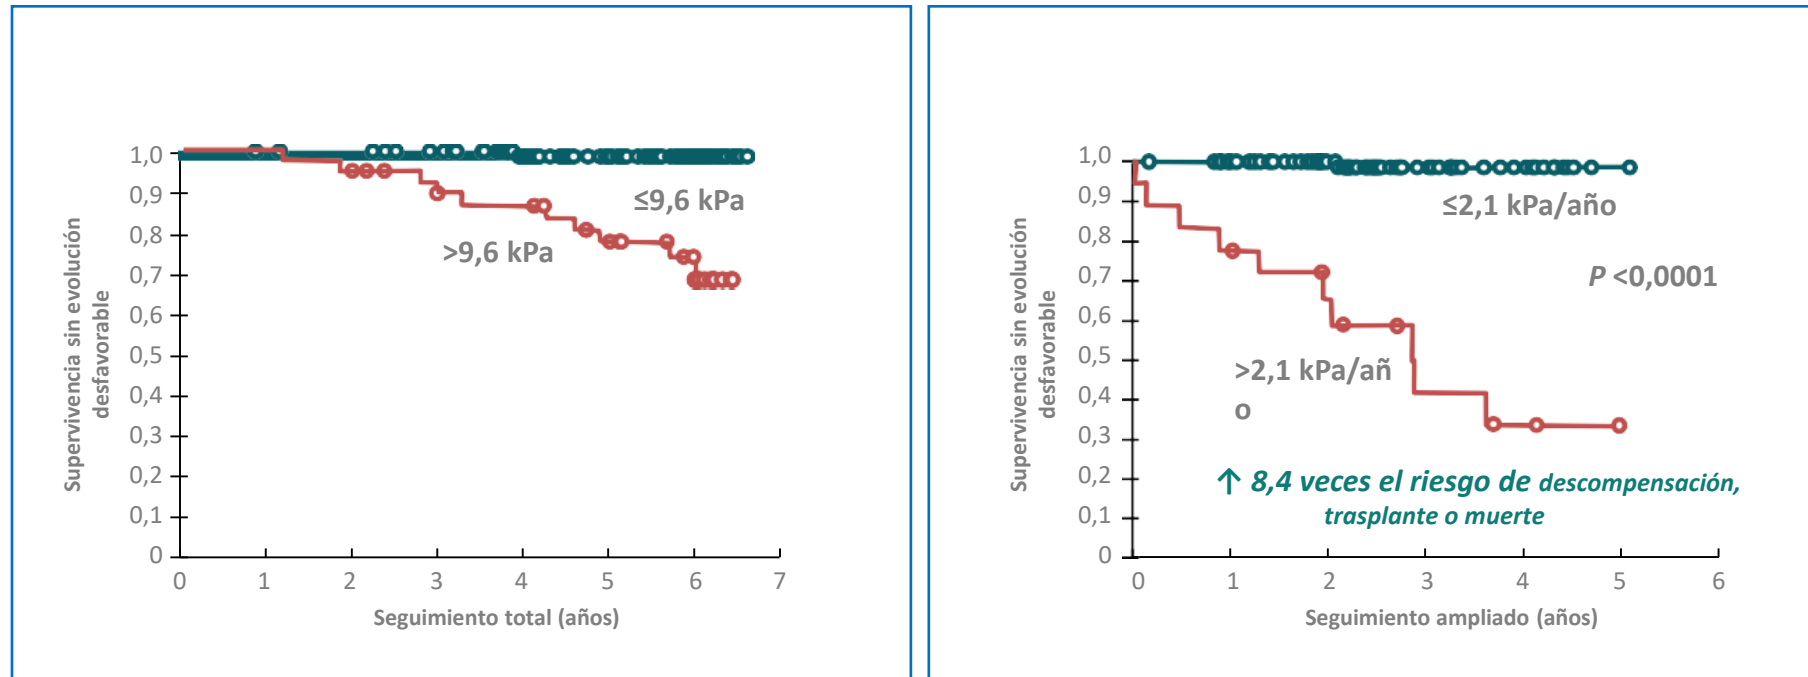 Supervivencia sin evolución
desfavorable
1,0
0,9
0,8
0,7
0,6
0,5
0,4
0,3
0,2
0,1
0
≤9,6 kPa
>9,6 kPa
0 1 2 3 4 5 6 7
Seguimiento total (años)
Supervivencia sin evolución
desfavorable
1,0
0,9
0,8
0,7
0,6
0,5
0,4
0,3
0,2
0,1
0
≤2,1 kPa/año
P <0,0001
>2,1 kPa/añ
o
↑ 8,4 veces el riesgo de descompensación,
trasplante o muerte
0 1 2 3 4 5 6
Seguimiento ampliado (años)